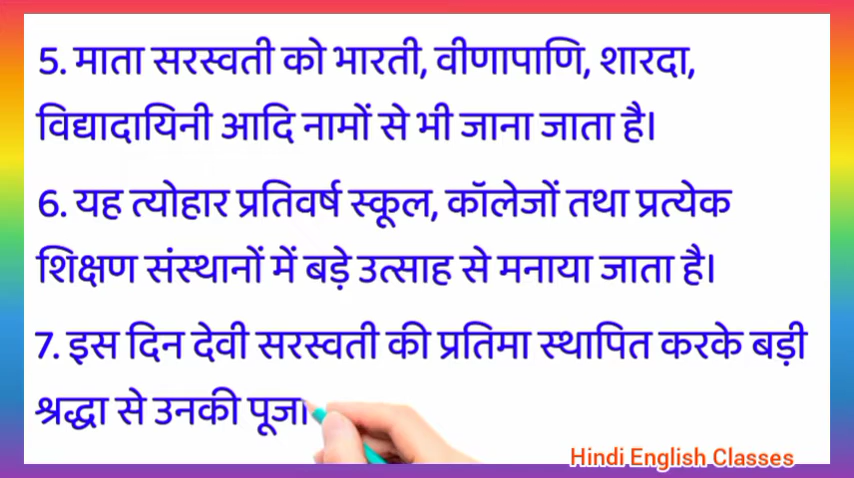 5. माता सरस्वती को भारती, वीणापाणि, शारदा,
विद्यादायिनी आदि नामों से भी जाना जाता है।
6. यह त्योहार प्रतिवर्ष स्कूल, कॉलेजों तथा प्रत्येक
शिक्षण संस्थानों में बड़े उत्साह से मनाया जाता है।
7. इस दिन देवी सरस्वती की प्रतिमा स्थापित करके बड़ी
श्रद्धा से उनकी पूजा
Hindi English Classes